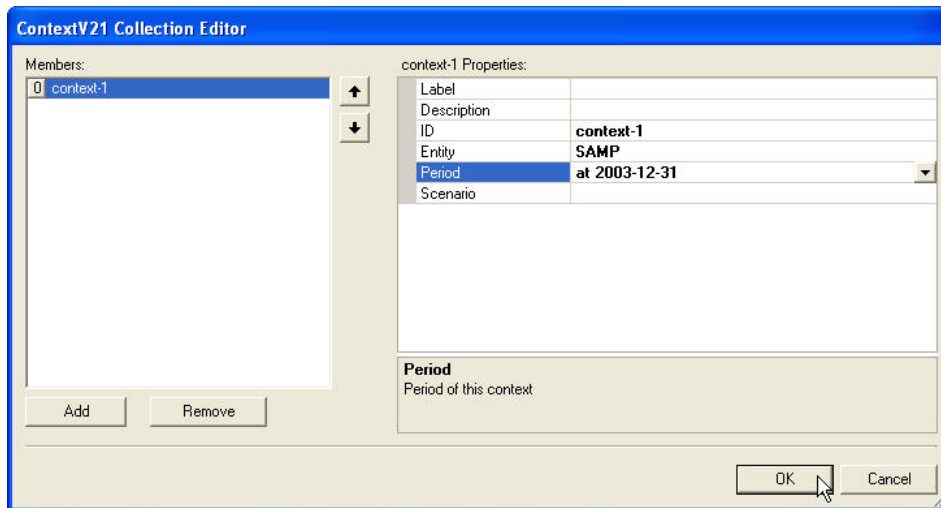 ContextV21 Collection Editor
Members:
0 context-1
context-1 Properties:
Label
Description
ID context-1
Entity SAMP
Period at 2003-12-31
Scenario
Period
Period of this context
Add Remove
OK Cancel